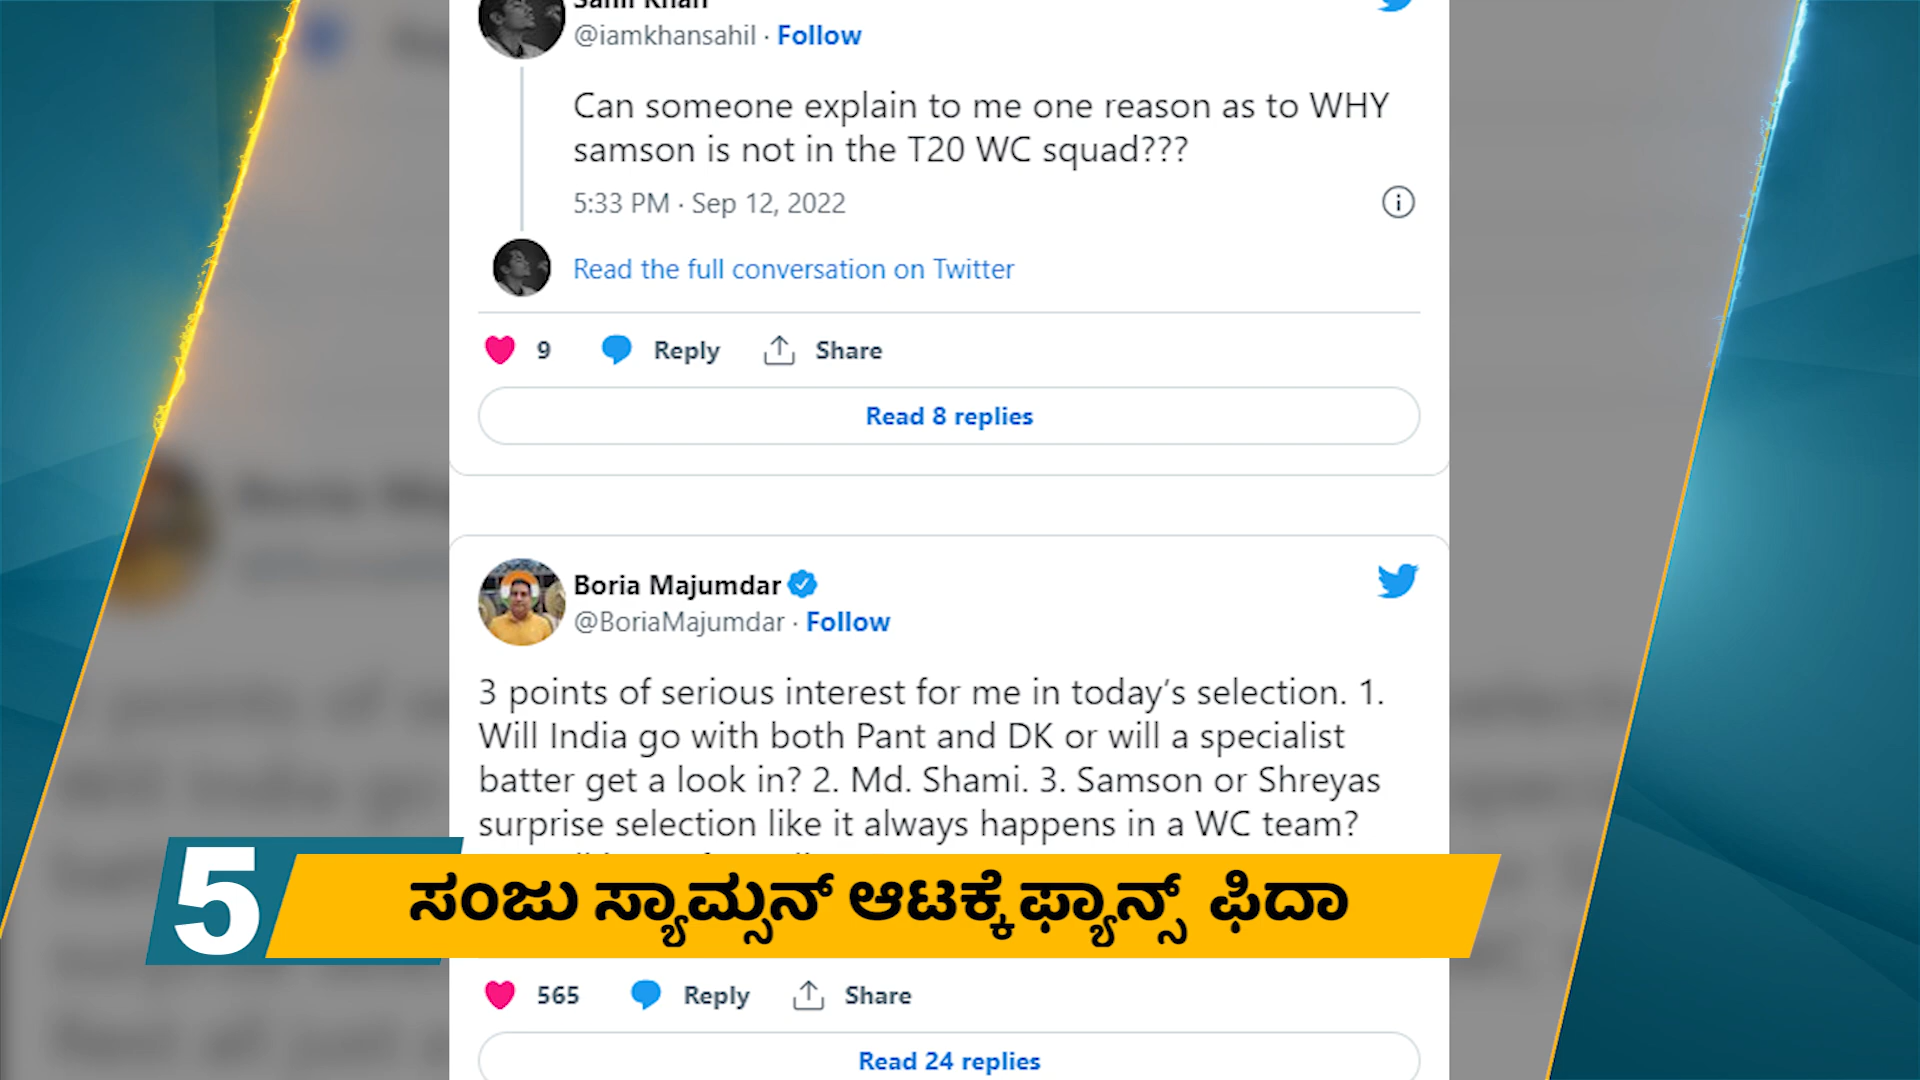 Sahil Khan
@iamkhansahil · Follow
Can someone explain to me one reason as to WHY
samson is not in the T20 WC squad???
5:33 PM · Sep 12, 2022
Read the full conversation on Twitter
9 Reply Share
Read 8 replies
Boria Majumdar
@BoriaMajumdar · Follow
3 points of serious interest for me in today’s selection. 1.
Will India go with both Pant and DK or will a specialist
batter get a look in? 2. Md. Shami. 3. Samson or Shreyas
surprise selection like it always happens in a WC team?
5 ಸಂಜು ಸ್ಯಾಮ್ಸನ್ ಆಟಕ್ಕೆ ಫ್ಯಾನ್ಸ್ ಫಿದಾ
565 Reply Share
Read 24 replies